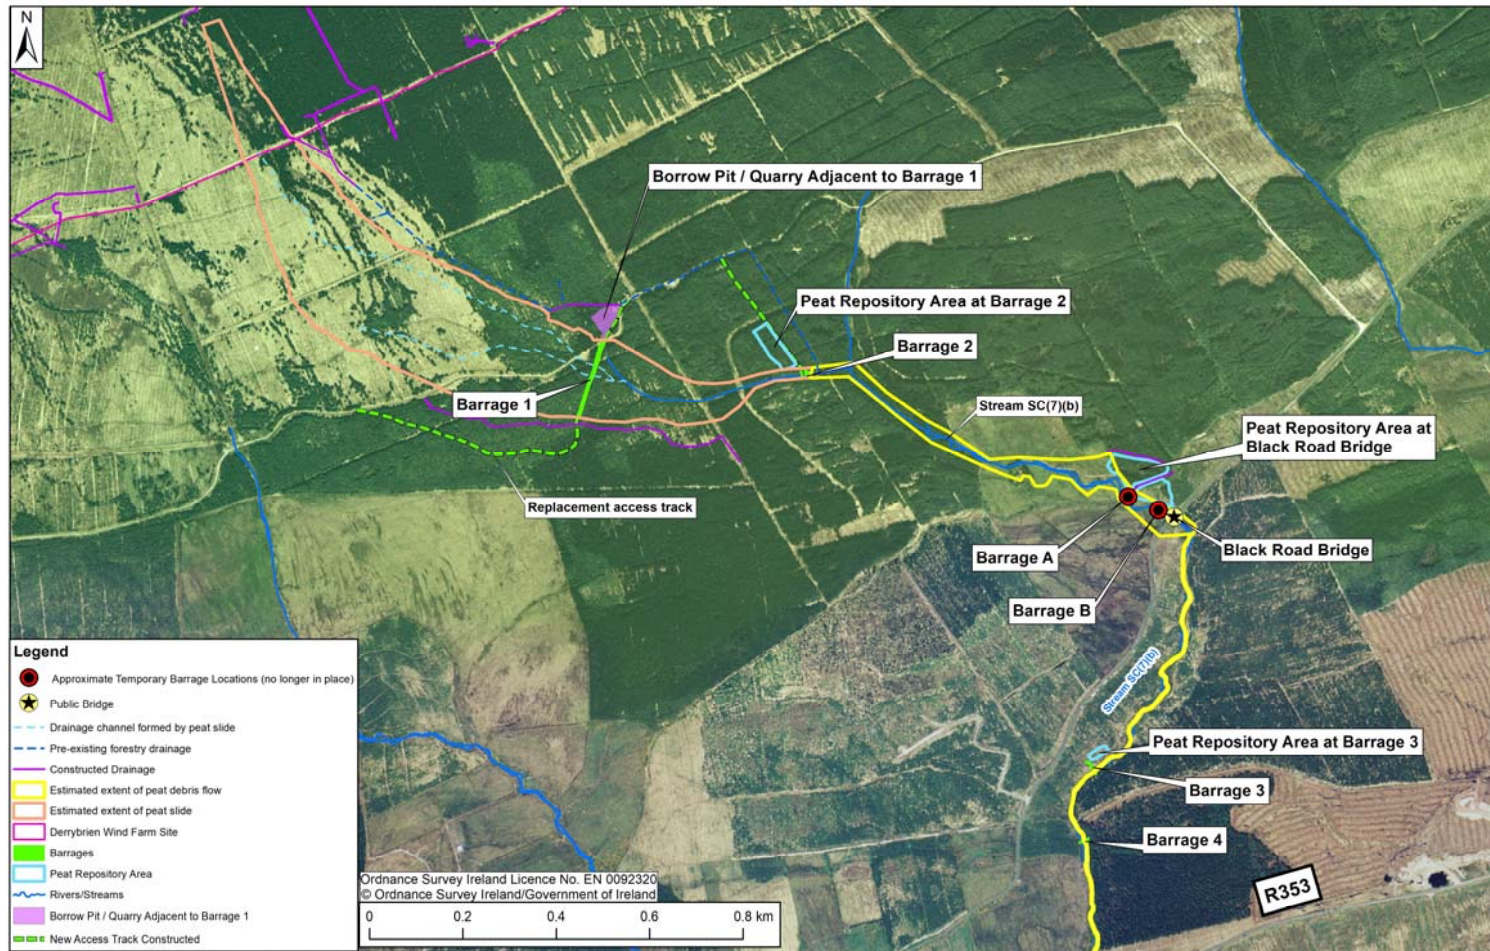 N
Borrow Pit / Quarry Adjacent to Barrage 1
Peat Repository Area at Barrage 2
Barrage 2
Barrage 1
Stream SC(7)(b)
Peat Repository Area at
Black Road Bridge
Replacement access track
Barrage A
Black Road Bridge
Barrage B
Stream SC(7)(b)
Peat Repository Area at Barrage 3
Barrage 3
Barrage 4
R353
Legend
Approximate Temporary Barrage Locations (no longer in place)
Public Bridge
Drainage channel formed by peat slide
Pre-existing forestry drainage
Constructed Drainage
Estimated extent of peat debris flow
Estimated extent of peat slide
Derrybrien Wind Farm Site
Barrages
Peat Repository Area
Rivers/Streams
Borrow Pit / Quarry Adjacent to Barrage 1
New Access Track Constructed
Ordnance Survey Ireland Licence No. EN 0092320
© Ordnance Survey Ireland/Government of Ireland
0 0.2 0.4 0.6 0.8 km